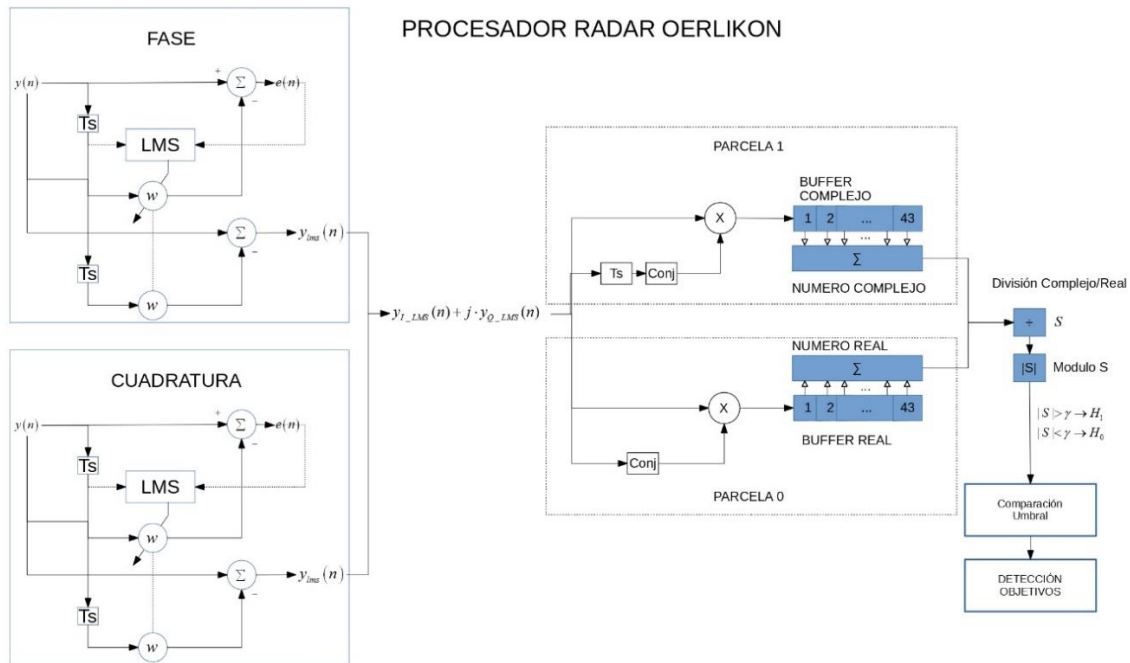 PROCESADOR RADAR OERLIKON
FASE
y(n)
+
Σ
e(n)
−
Ts
LMS
w
Σ
y_lms(n)
−
Ts
w
CUADRATURA
y(n)
+
Σ
e(n)
−
Ts
LMS
w
Σ
y_lms(n)
−
Ts
w
y_I_LMS(n) + j · y_Q_LMS(n)
PARCELA 1
BUFFER
COMPLEJO
X
1 2 ... 43
...
Ts
Conj
Σ
NUMERO COMPLEJO
NUMERO REAL
Σ
...
X
1 2 ... 43
BUFFER REAL
Conj
PARCELA 0
División Complejo/Real
÷
S
|S|
Modulo S
|S|>γ→H₁
|S|<γ→H₀
Comparación
Umbral
DETECCIÓN
OBJETIVOS